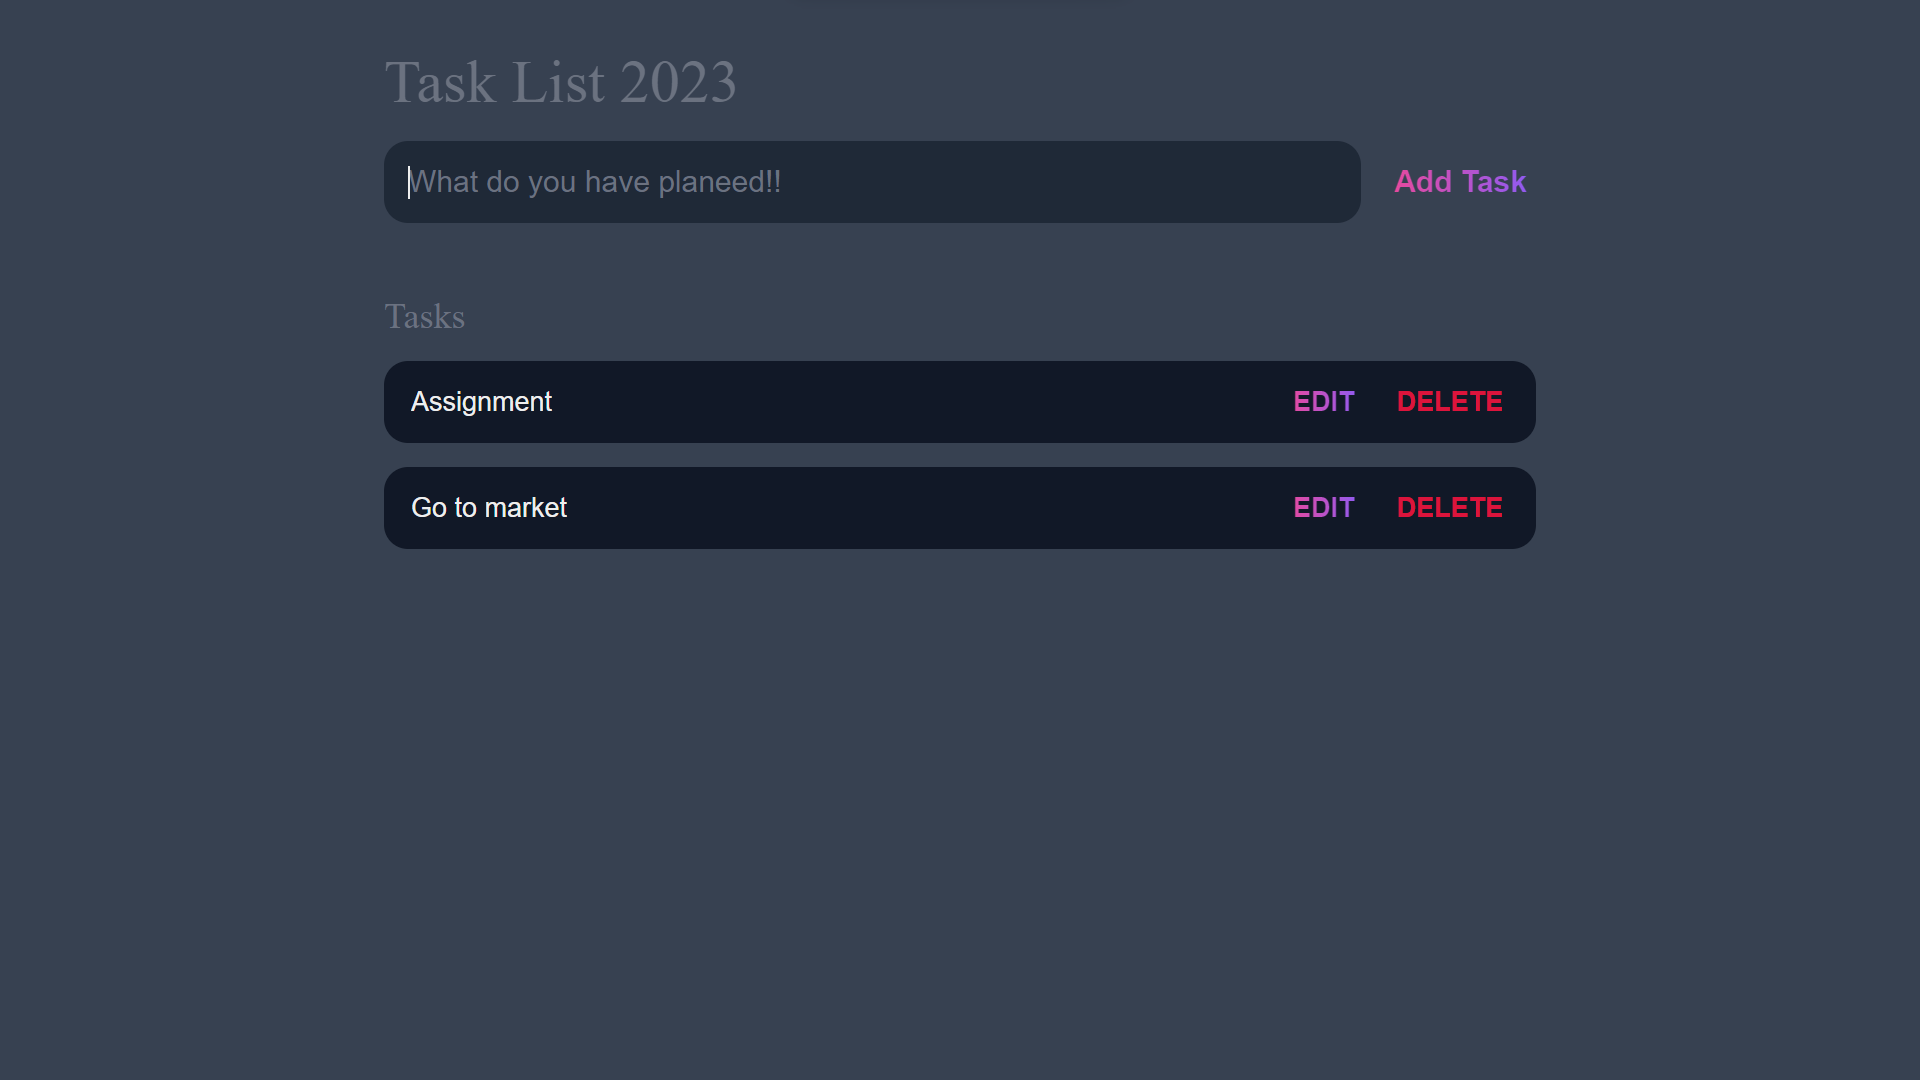 Task List 2023
What do you have planeed!!
Add Task
Tasks
Assignment EDIT DELETE
Go to market EDIT DELETE